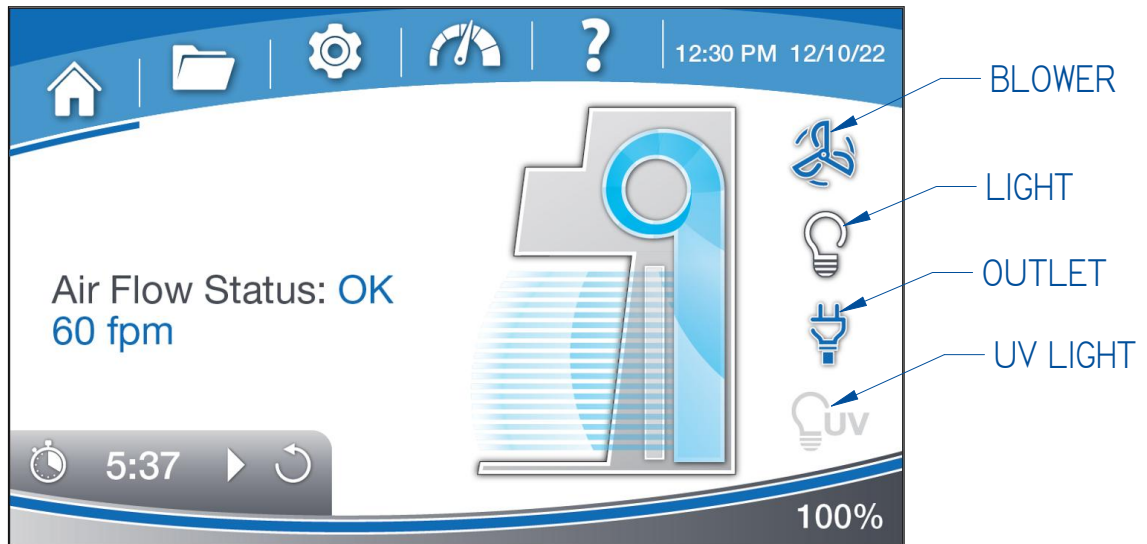 ?
12:30 PM 12/10/22
BLOWER
LIGHT
Air Flow Status: OK
60 fpm
OUTLET
UV LIGHT
UV
5:37
100%